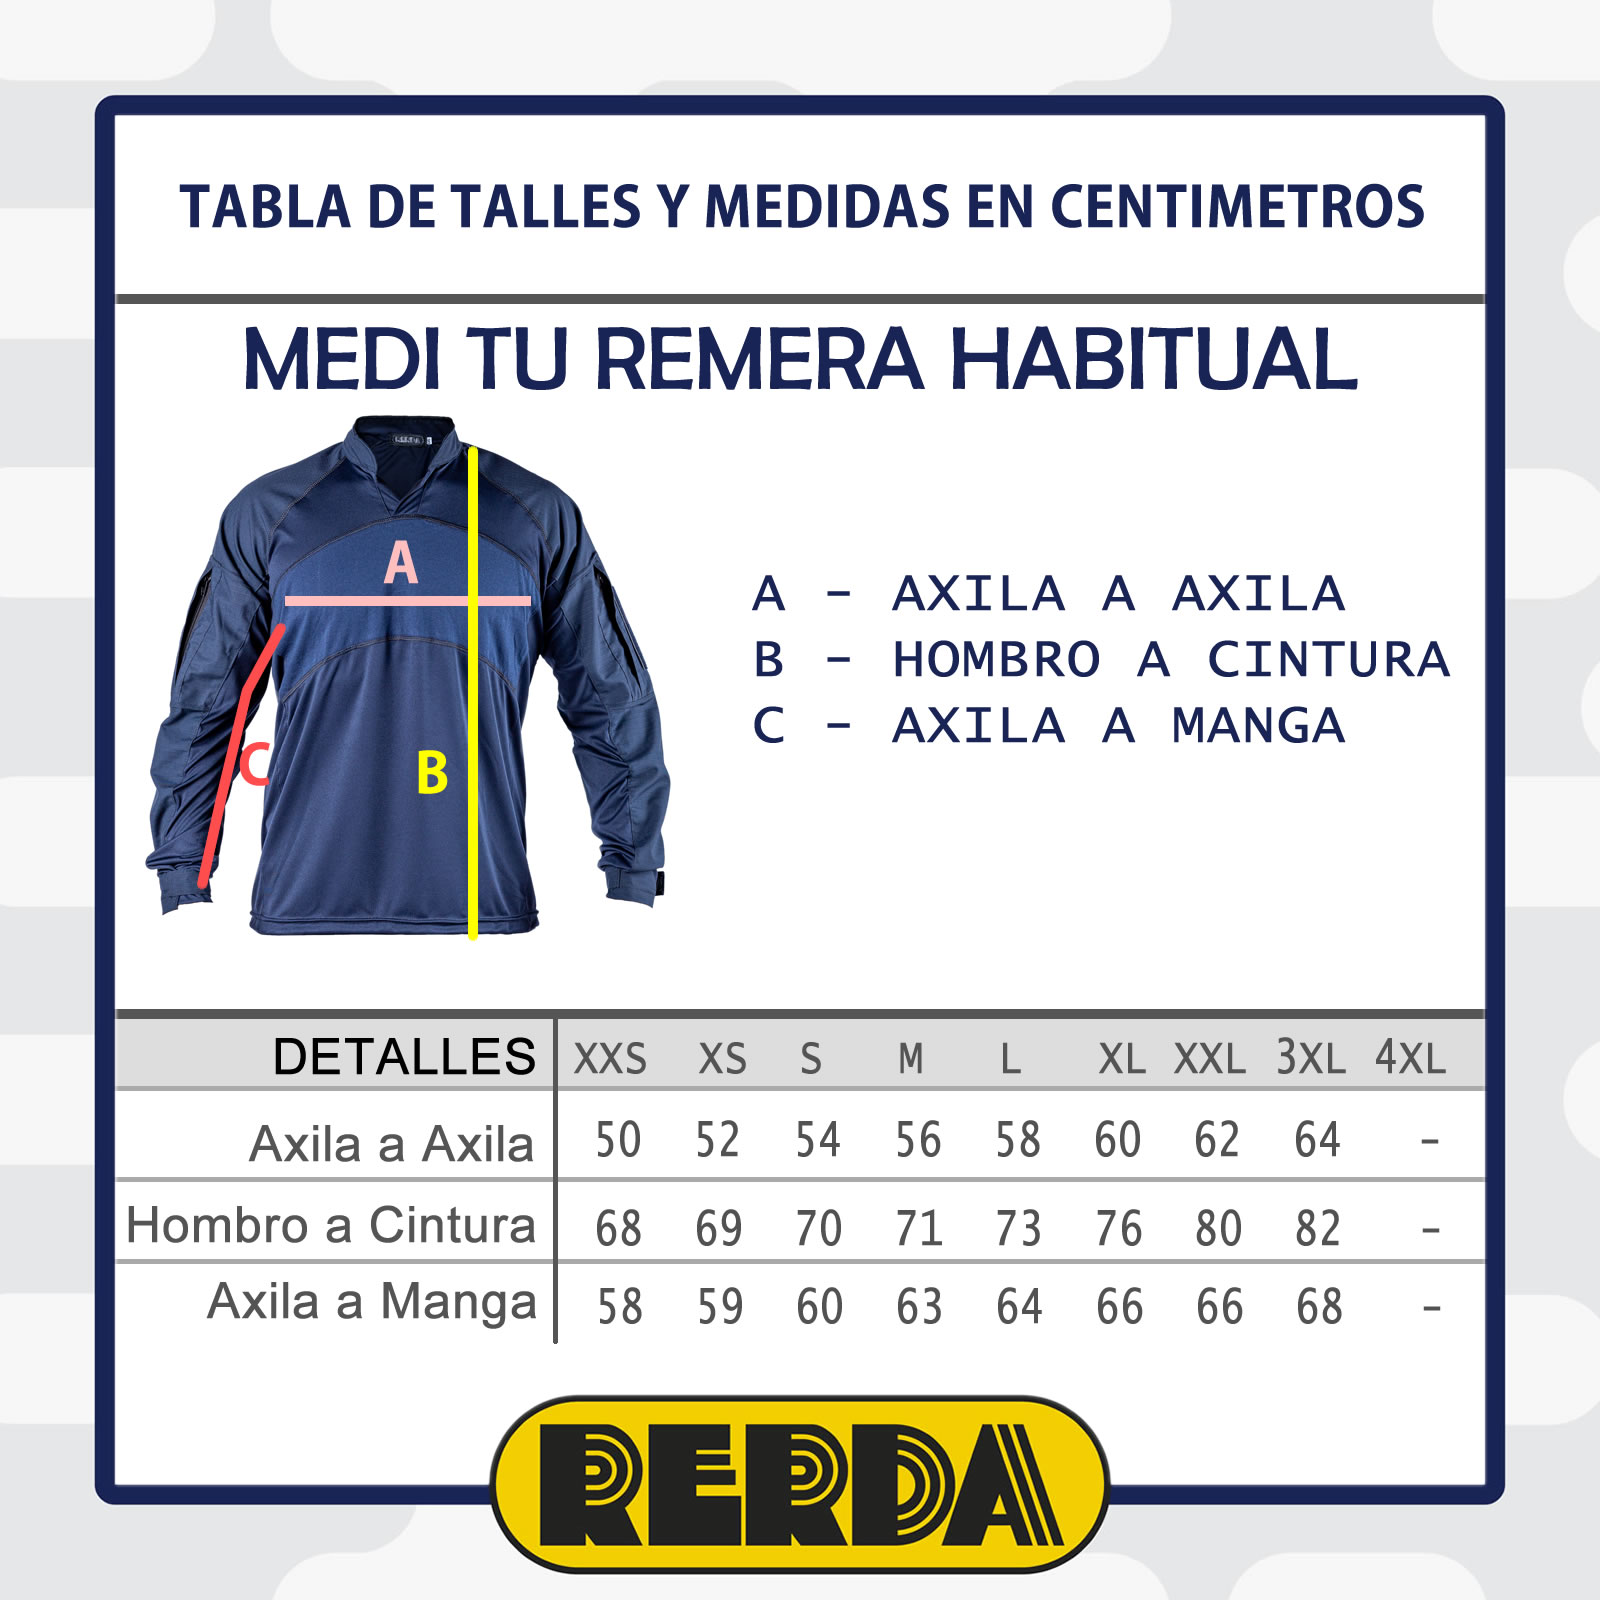 TABLA DE TALLES Y MEDIDAS EN CENTIMETROS
MEDI TU REMERA HABITUAL
A
B
C
A - AXILA A AXILA
B - HOMBRO A CINTURA
C - AXILA A MANGA
DETALLES XXS XS S M L XL XXL 3XL 4XL
Axila a Axila 50 52 54 56 58 60 62 64 -
Hombro a Cintura 68 69 70 71 73 76 80 82 -
Axila a Manga 58 59 60 63 64 66 66 68 -
RERDA